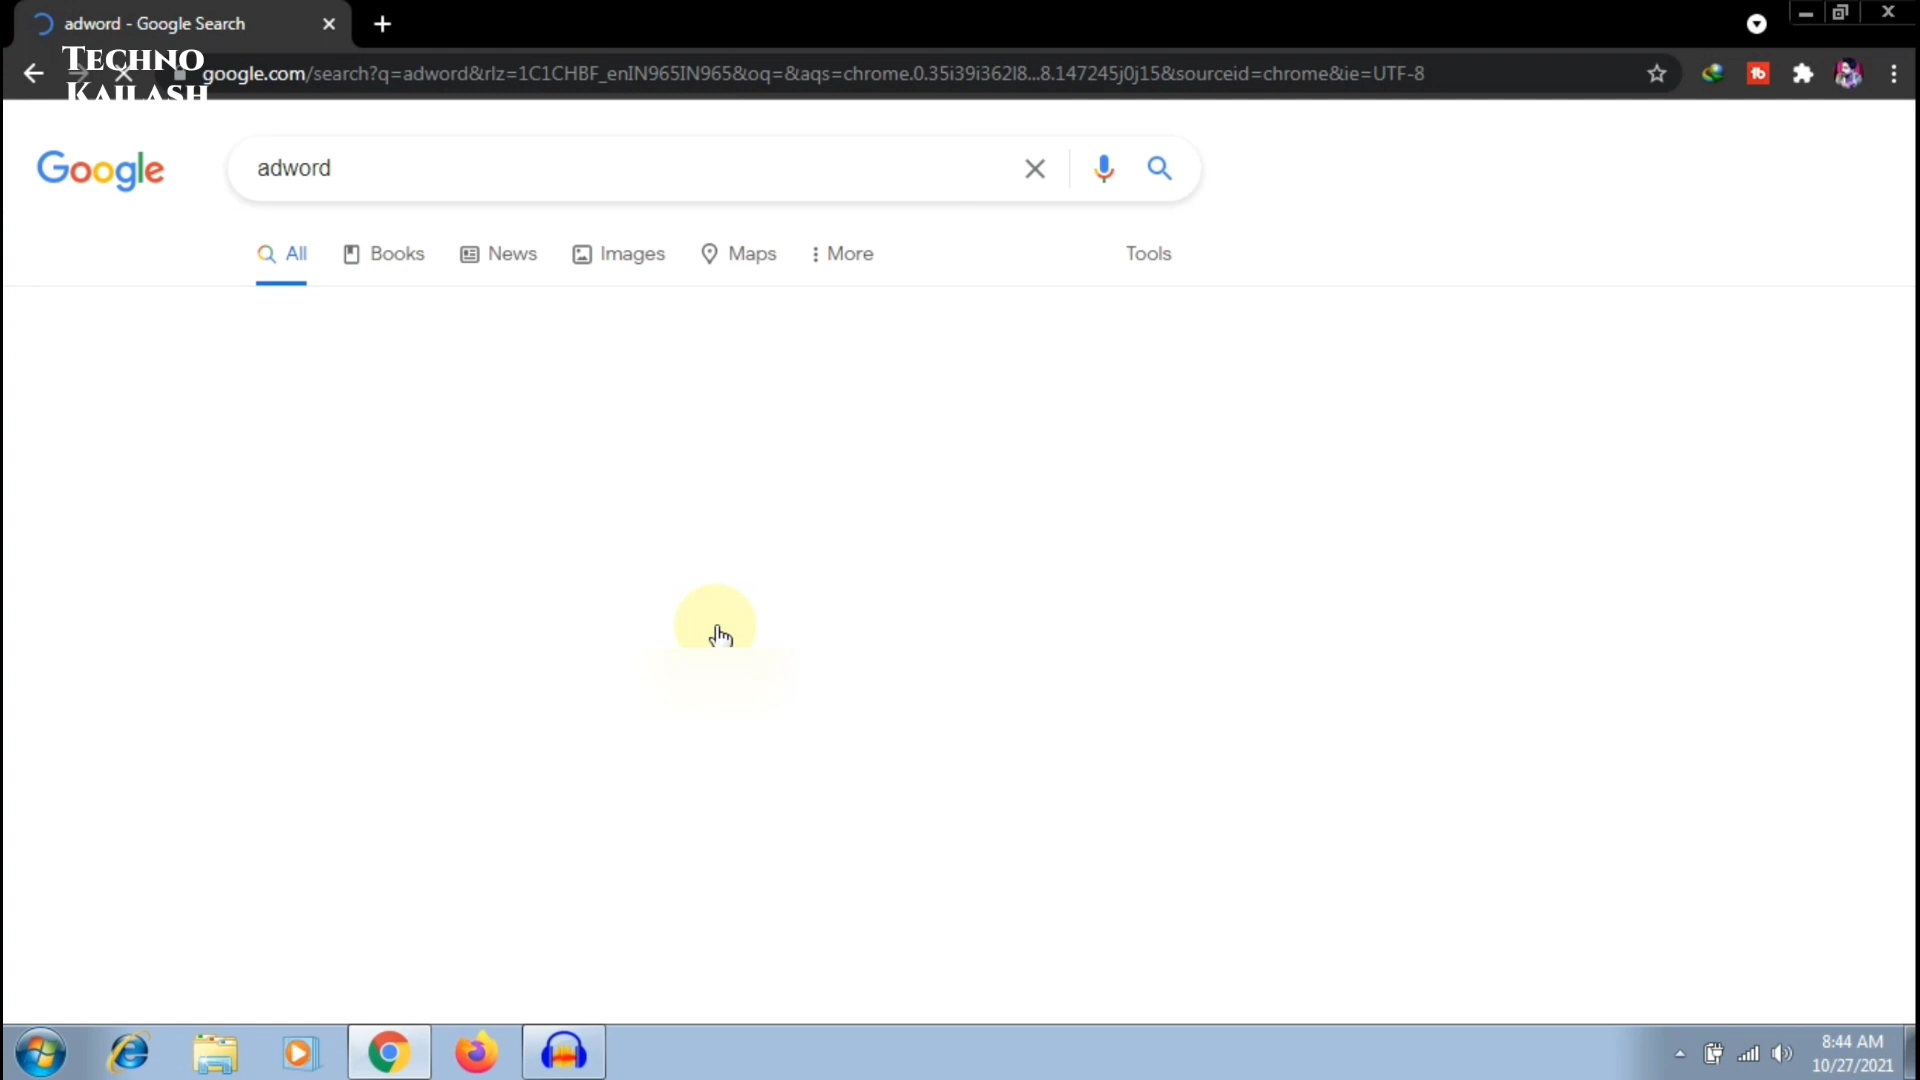 adword - Google Search
TECHNO
KAILASH
google.com/search?q=adword&rlz=1C1CHBF_enIN965IN965&oq=&aqs=chrome.0.35i39i362l8...8.147245j0j15&sourceid=chrome&ie=UTF-8
Google
adword
All
Books
News
Images
Maps
More
Tools
8:44 AM
10/27/2021